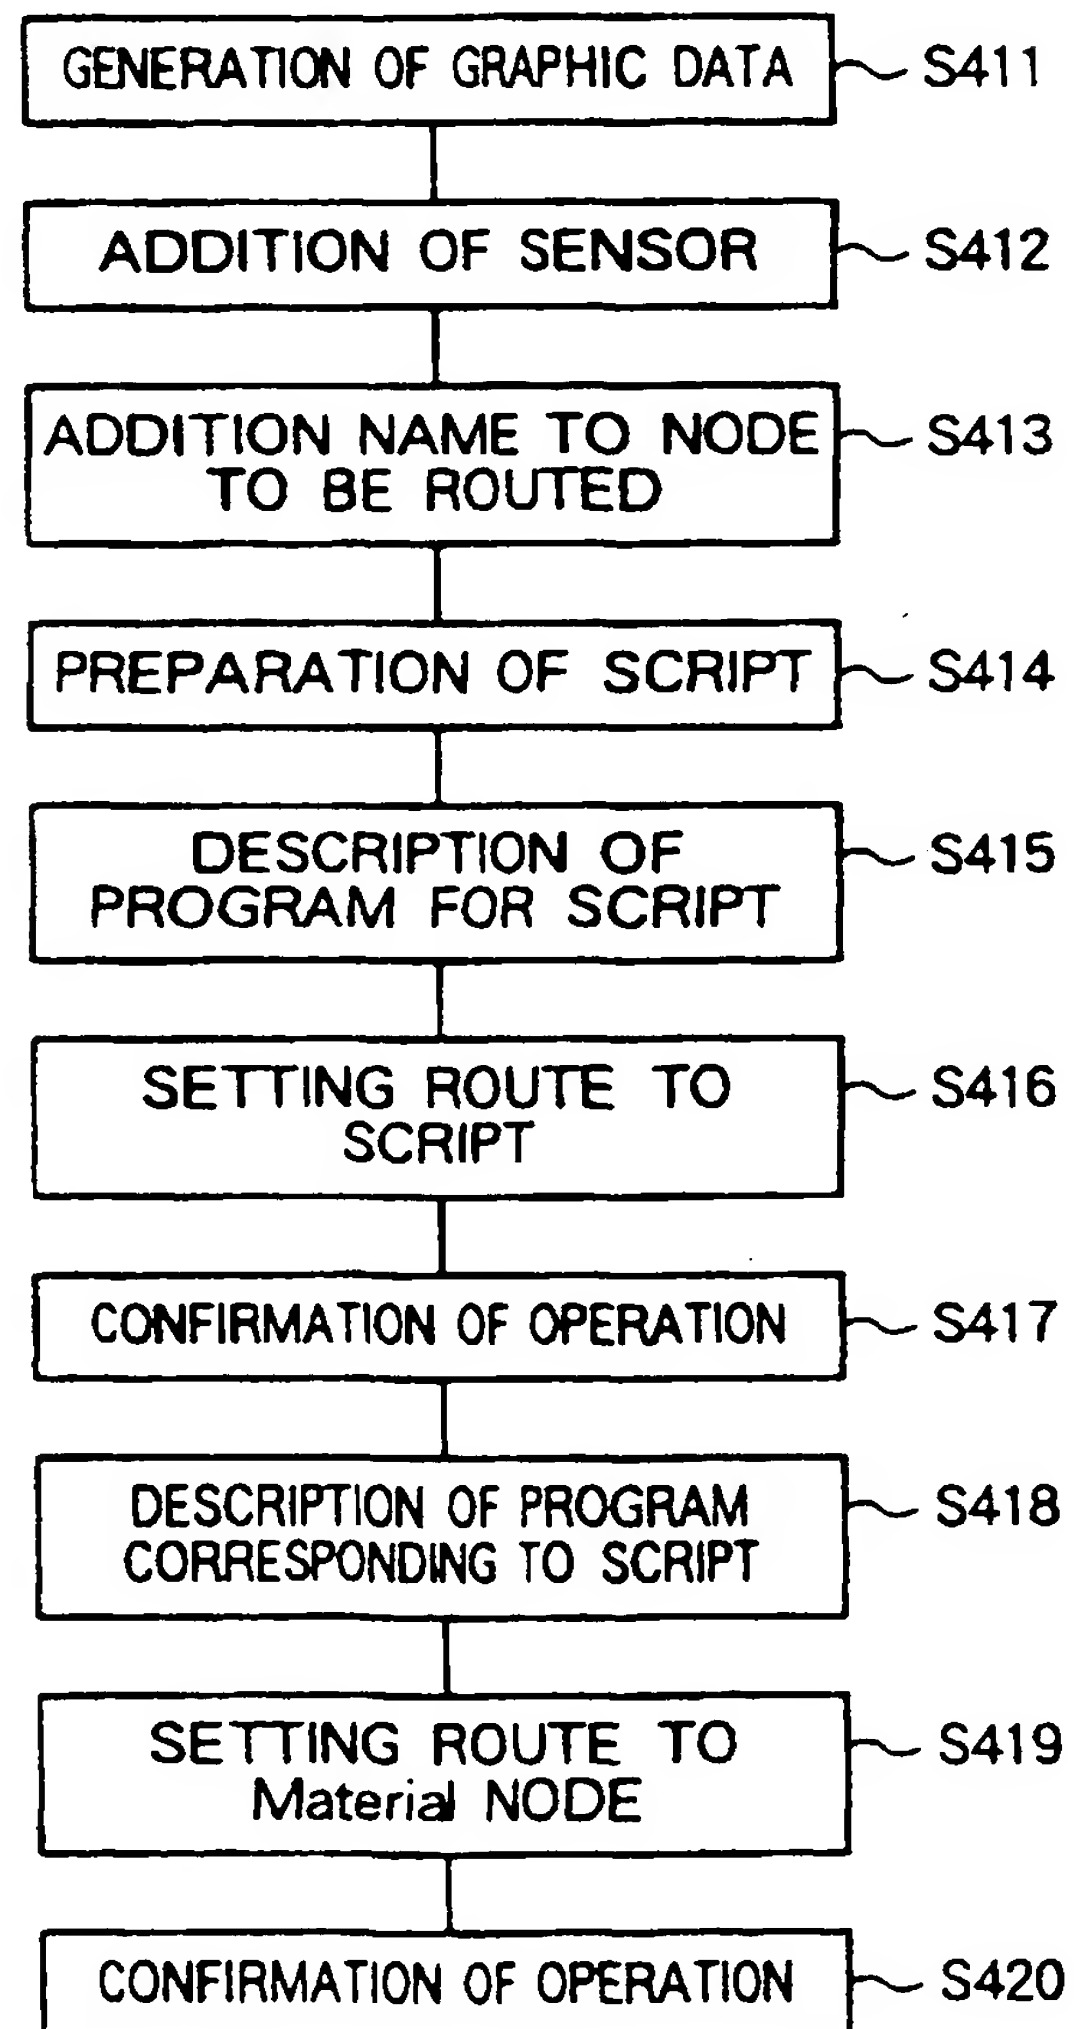 GENERATION OF GRAPHIC DATA S411
ADDITION OF SENSOR S412
ADDITION NAME TO NODE S413
TO BE ROUTED
PREPARATION OF SCRIPT S414
DESCRIPTION OF S415
PROGRAM FOR SCRIPT
SETTING ROUTE TO S416
SCRIPT
CONFIRMATION OF OPERATION S417
DESCRIPTION OF PROGRAM S418
CORRESPONDING TO SCRIPT
SETTING ROUTE TO S419
Material NODE
CONFIRMATION OF OPERATION S420